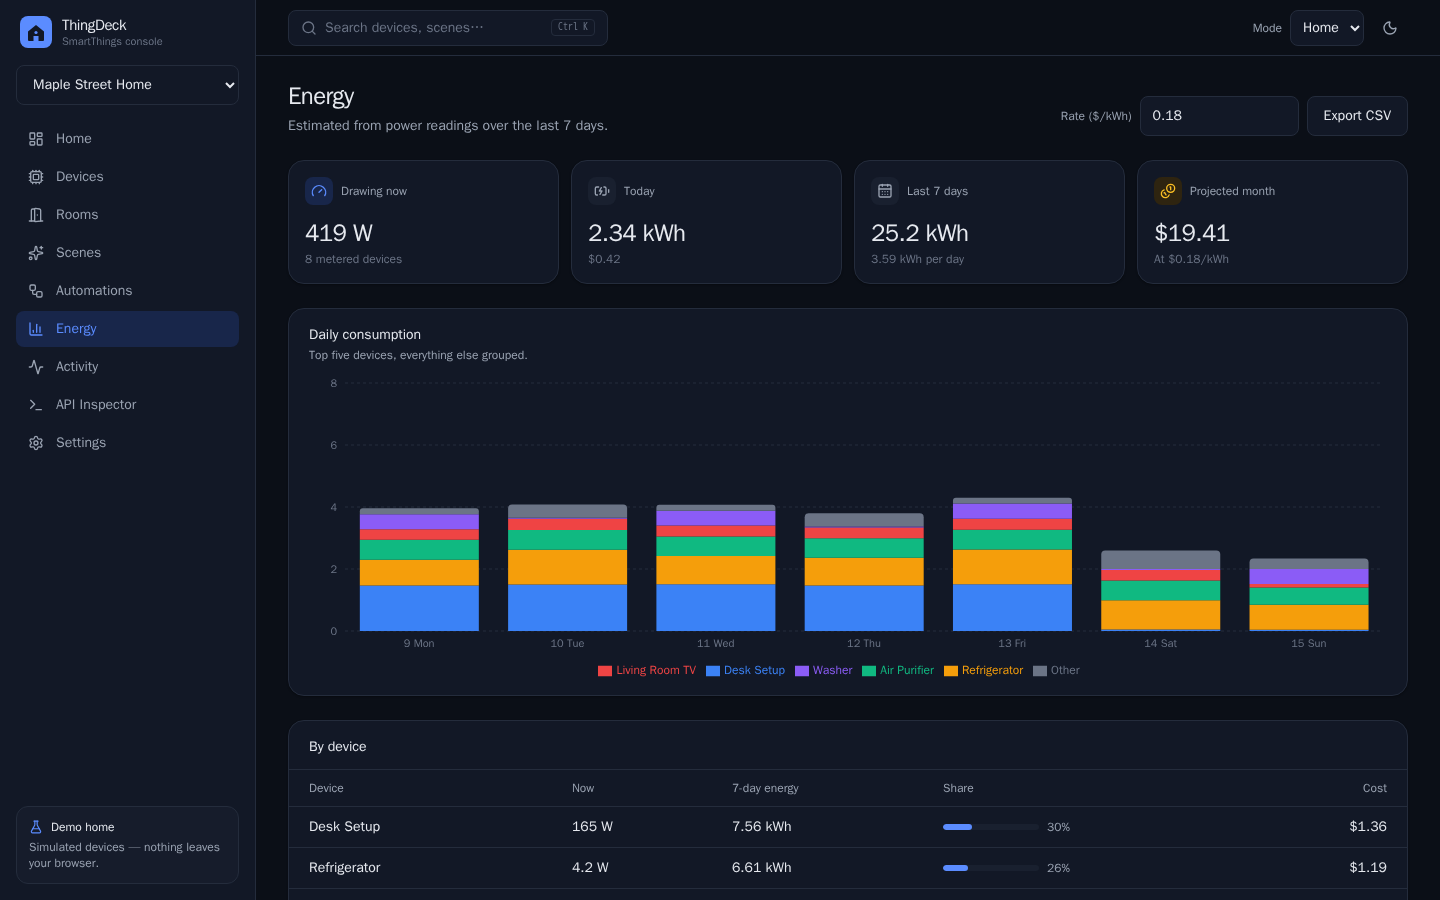 ThingDeck
SmartThings console
Maple Street Home
Home
Devices
Rooms
Scenes
Automations
Energy
Activity
API Inspector
Settings
Demo home
Simulated devices — nothing leaves
your browser.
Search devices, scenes···
Ctrl K
Mode
Home
Energy
Estimated from power readings over the last 7 days.
Rate ($/kWh)
0.18
Export CSV
Drawing now
419 W
8 metered devices
Today
2.34 kWh
$0.42
Last 7 days
25.2 kWh
3.59 kWh per day
Projected month
$19.41
At $0.18/kWh
Daily consumption
Top five devices, everything else grouped.
8
6
4
2
0
9 Mon 10 Tue 11 Wed 12 Thu 13 Fri 14 Sat 15 Sun
Living Room TV Desk Setup Washer Air Purifier Refrigerator Other
By device
Device Now 7-day energy Share Cost
Desk Setup 165 W 7.56 kWh 30% $1.36
Refrigerator 4.2 W 6.61 kWh 26% $1.19